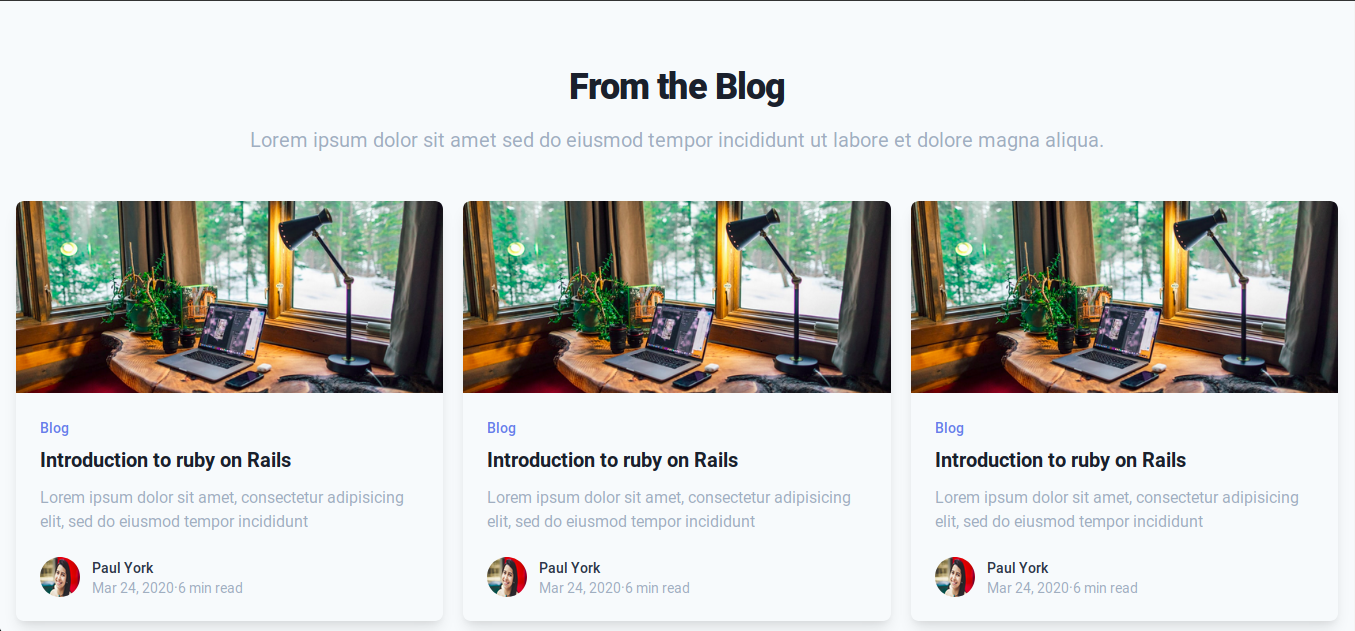 From the Blog
Lorem ipsum dolor sit amet sed do eiusmod tempor incididunt ut labore et dolore magna aliqua.
Blog
Introduction to ruby on Rails
Lorem ipsum dolor sit amet, consectetur adipisicing
elit, sed do eiusmod tempor incididunt
Paul York
Mar 24, 2020·6 min read
Blog
Introduction to ruby on Rails
Lorem ipsum dolor sit amet, consectetur adipisicing
elit, sed do eiusmod tempor incididunt
Paul York
Mar 24, 2020·6 min read
Blog
Introduction to ruby on Rails
Lorem ipsum dolor sit amet, consectetur adipisicing
elit, sed do eiusmod tempor incididunt
Paul York
Mar 24, 2020·6 min read